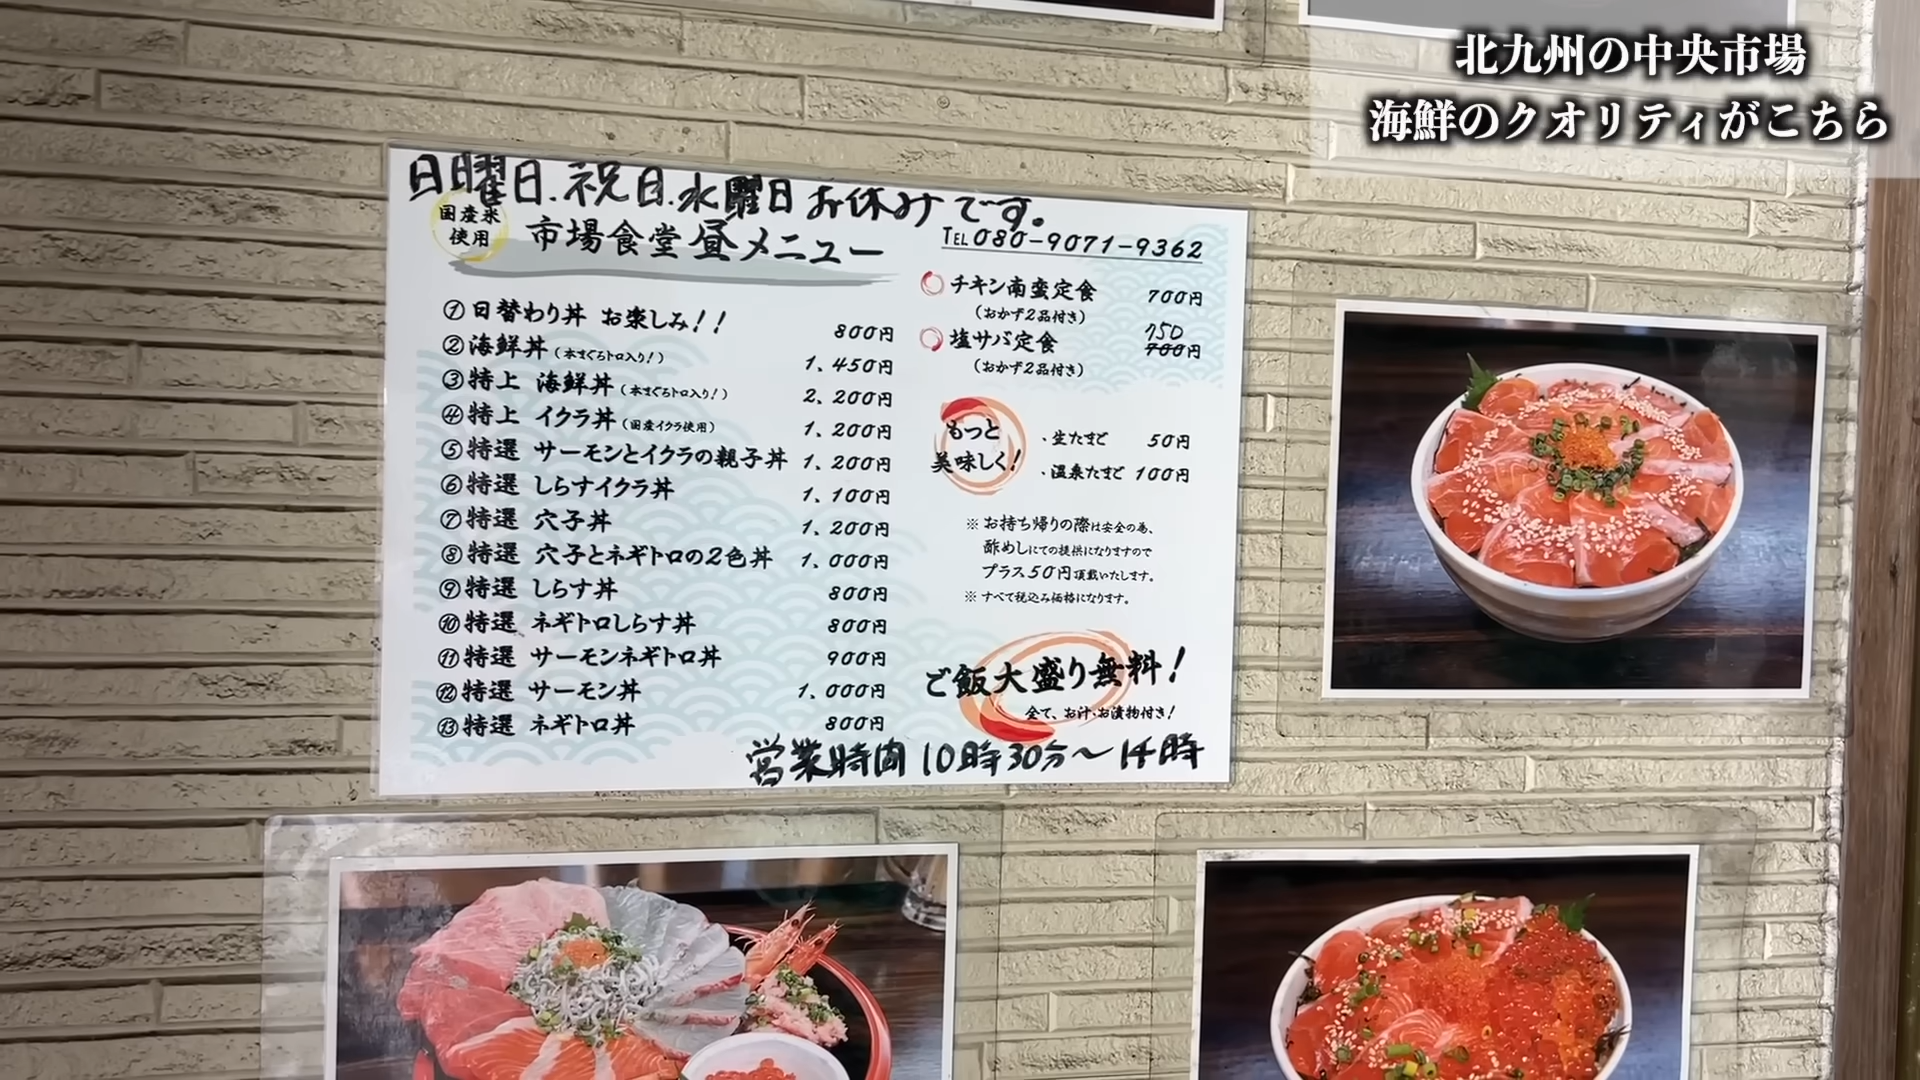 北九州の中央市場
海鮮のクオリティがこちら
日曜日.祝日.水曜日お休みです。
国産米
使用
市場食堂 昼メニュー
TEL 080-9071-9362
① 日替わり丼 お楽しみ!! 800円
② 海鮮丼 (本まぐろトロ入り!) 1,450円
③ 特上 海鮮丼 (本まぐろトロ入り!) 2,200円
④ 特上 イクラ丼 (国産イクラ使用) 1,200円
⑤ 特選 サーモンとイクラの親子丼 1,200円
⑥ 特選 しらすイクラ丼 1,100円
⑦ 特選 穴子丼 1,200円
⑧ 特選 穴子とネギトロの2色丼 1,000円
⑨ 特選 しらす丼 800円
⑩ 特選 ネギトロしらす丼 800円
⑪ 特選 サーモンネギトロ丼 900円
⑫ 特選 サーモン丼 1,000円
⑬ 特選 ネギトロ丼 800円
チキン南蛮定食 700円
(おかず2品付き)
750
塩サバ定食 700円
(おかず2品付き)
もっと
美味しく!
・生たまご 50円
・温泉たまご 100円
※ お持ち帰りの際は安全の為、
酢めしにての提供になりますので
プラス50円頂戴いたします。
※ すべて税込み価格になります。
ご飯大盛り無料!
全て、お汁・お漬物付き!
営業時間 10時30分〜14時